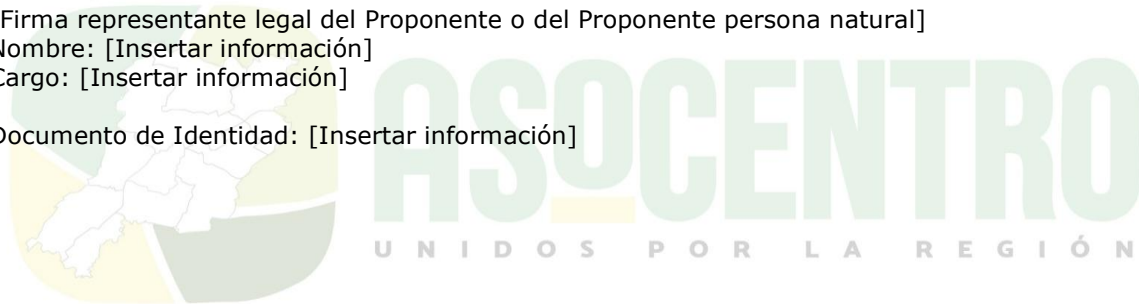 Firma representante legal del Proponente o del Proponente persona natural]
Nombre: [Insertar información]
Cargo: [Insertar información]
Documento de Identidad: [Insertar información]
ASOCENTRO
UNIDOS POR LA REGIÓN